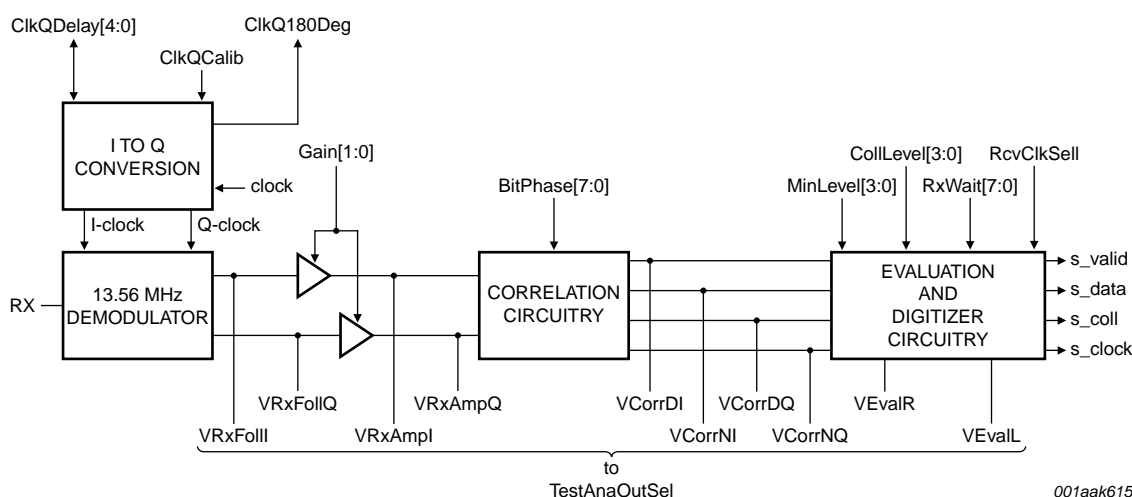 ClkQDelay[4:0]
ClkQ180Deg
ClkQCalib
I TO Q
CONVERSION
clock
I-clock
Q-clock
Gain[1:0]
BitPhase[7:0]
CollLevel[3:0]
RcvClkSell
MinLevel[3:0]
RxWait[7:0]
RX
13.56 MHz
DEMODULATOR
CORRELATION
CIRCUITRY
EVALUATION
AND
DIGITIZER
CIRCUITRY
s_valid
s_data
s_coll
s_clock
VRxFollQ
VRxAmpQ
VCorrDI
VCorrDQ
VEvalR
VRxFollI
VRxAmpI
VCorrNI
VCorrNQ
VEvalL
to
TestAnaOutSel
001aak615